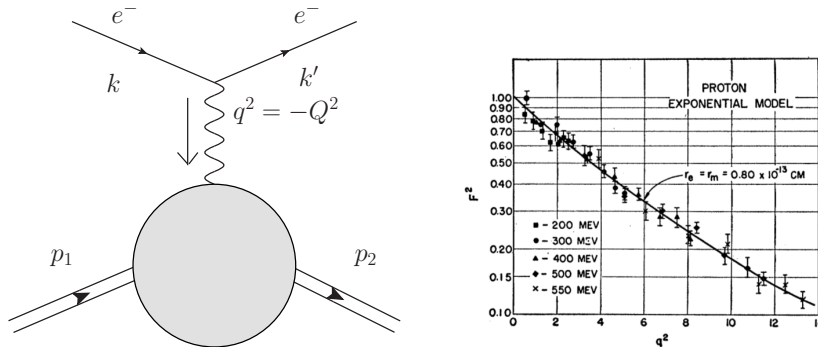 e⁻
e⁻
k
k′
q² = −Q²
p₁
p₂
PROTON
EXPONENTIAL MODEL
rₑ = rₘ = 0.80 x 10⁻¹³ CM
F²
1.00
0.90
0.80
0.70
0.60
0.50
0.40
0.30
0.20
0.15
0.10
■ - 200 MEV
● - 300 MEV
▲ - 400 MEV
◆ - 500 MEV
× - 550 MEV
0 2 4 6 8 10 12 14
q²